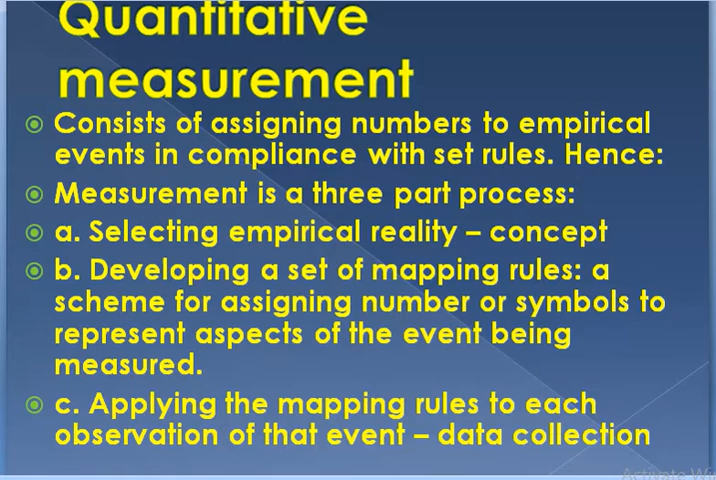 Quantitative
measurement
Consists of assigning numbers to empirical
events in compliance with set rules. Hence:
Measurement is a three part process:
a. Selecting empirical reality – concept
b. Developing a set of mapping rules: a
scheme for assigning number or symbols to
represent aspects of the event being
measured.
c. Applying the mapping rules to each
observation of that event – data collection
Activate